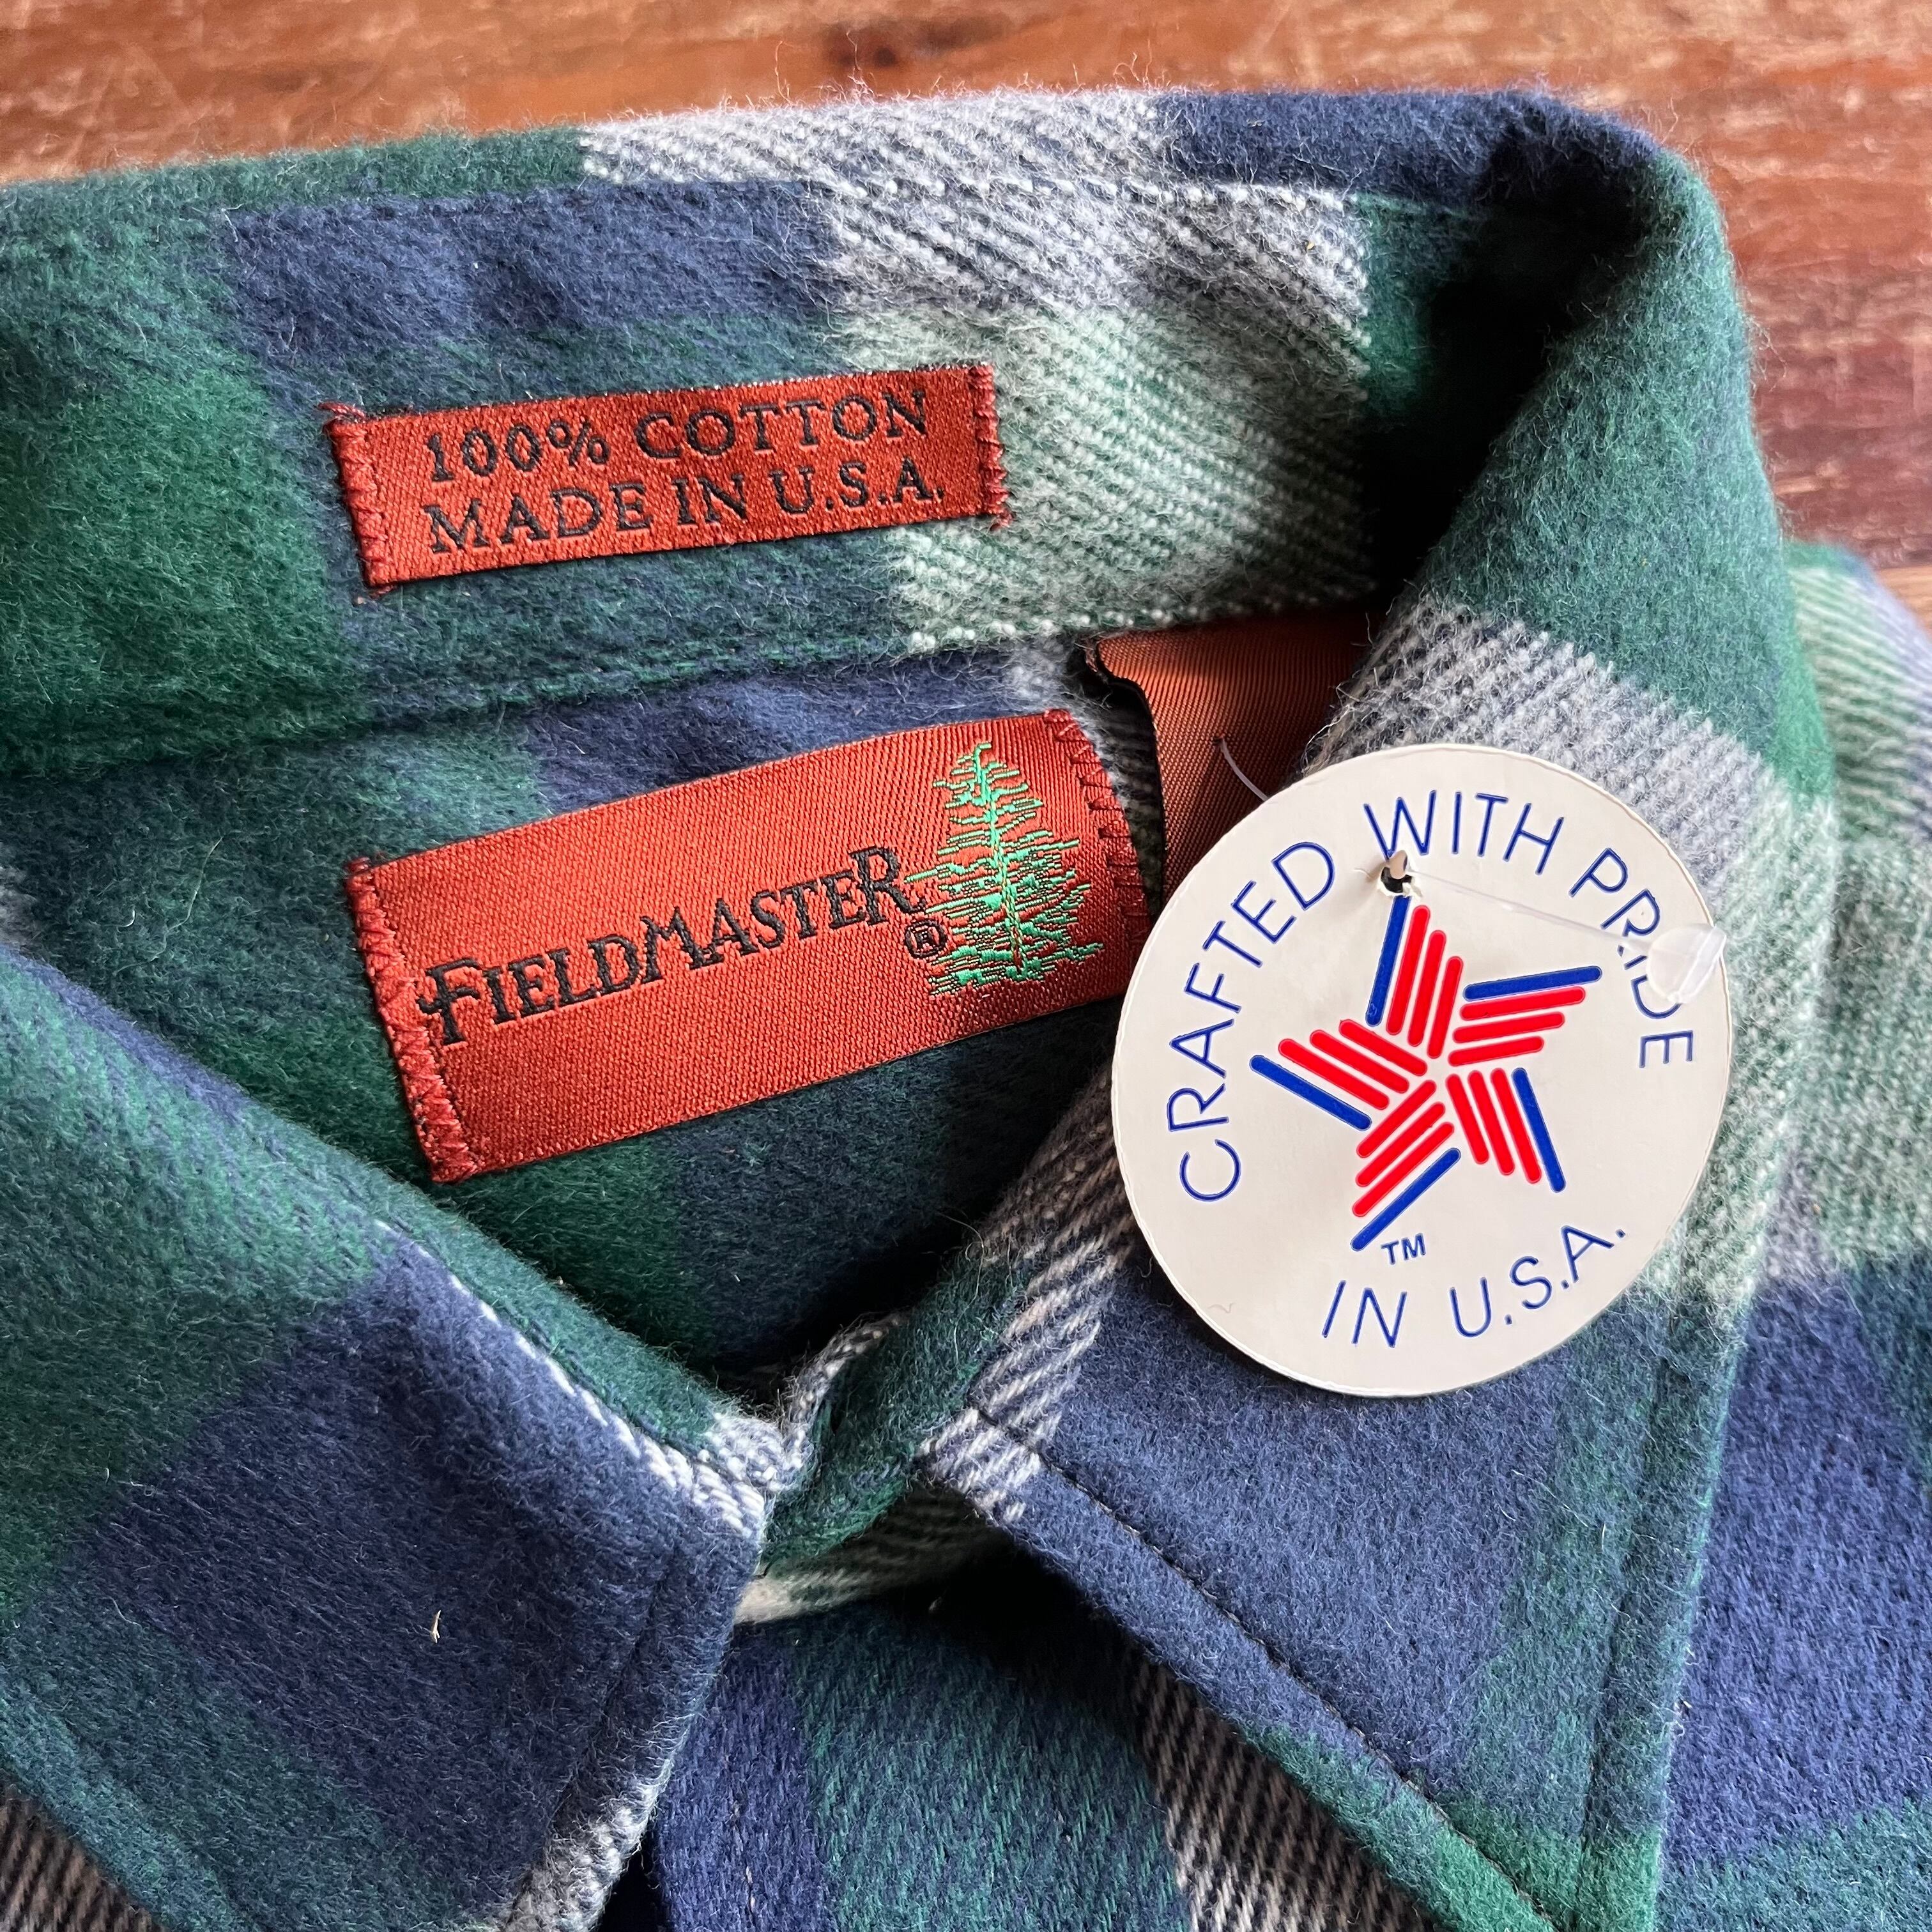 100% COTTON
MADE IN U.S.A.
FIELDMASTER®
CRAFTED WITH PRIDE
TM
IN U.S.A.